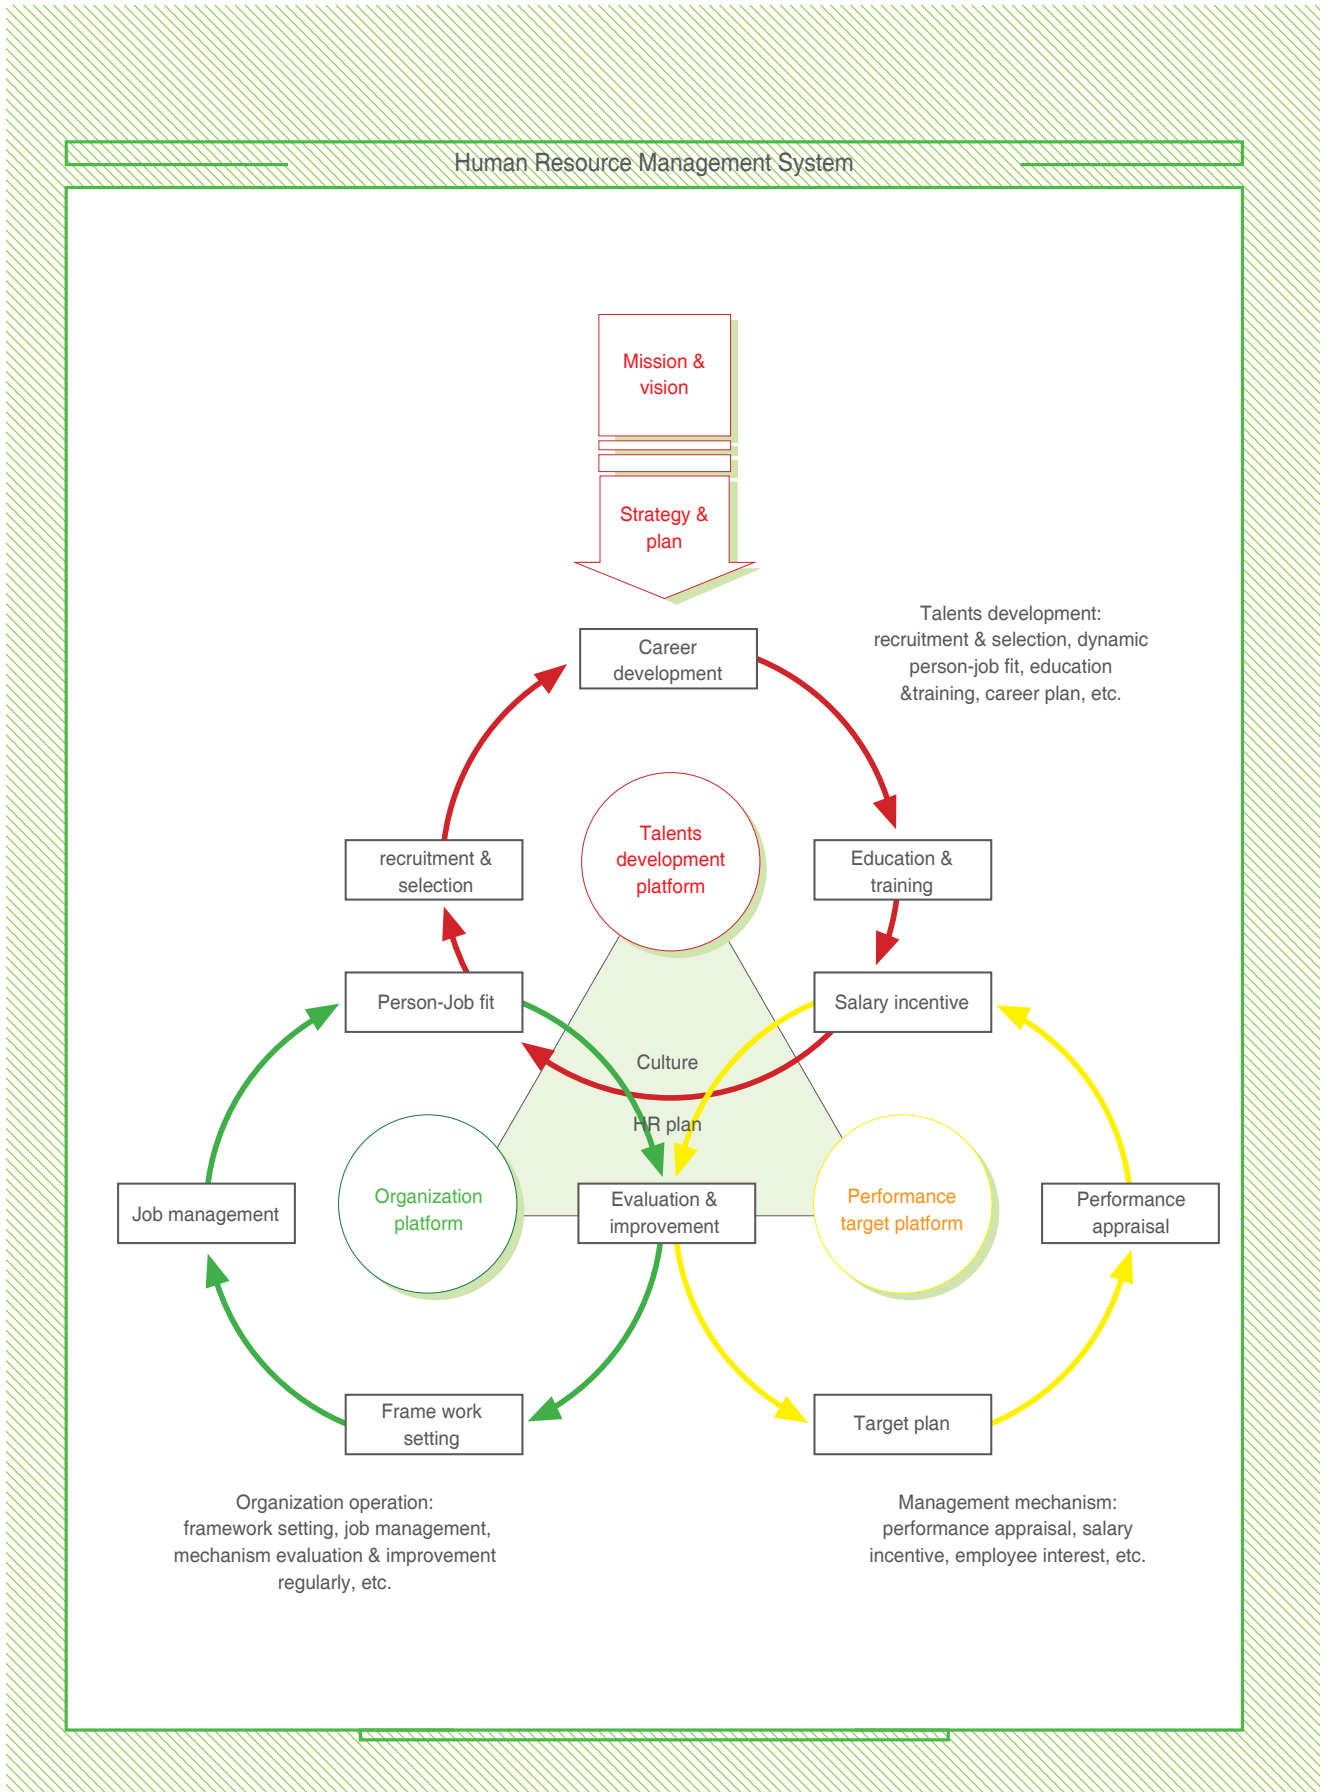 Human Resource Management System
Mission &
vision
Strategy &
plan
Talents development:
recruitment & selection, dynamic
person-job fit, education
&training, career plan, etc.
Career
development
Talents
development
platform
recruitment &
selection
Education &
training
Person-Job fit
Salary incentive
Culture
HR plan
Organization
platform
Evaluation &
improvement
Performance
target platform
Job management
Performance
appraisal
Frame work
setting
Target plan
Organization operation:
framework setting, job management,
mechanism evaluation & improvement
regularly, etc.
Management mechanism:
performance appraisal, salary
incentive, employee interest, etc.